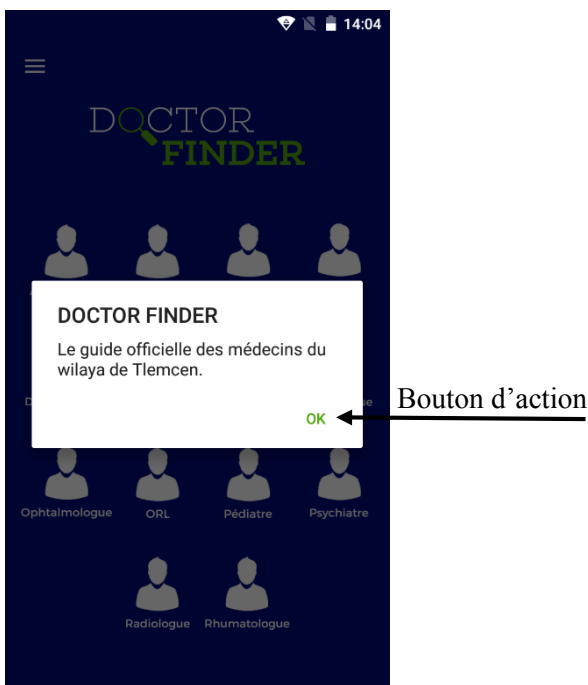 14:04
DOCTOR
FINDER
DOCTOR FINDER
Le guide officielle des médecins du
wilaya de Tlemcen.
OK
Bouton d’action
Ophtalmologue ORL Pédiatre Psychiatre
Radiologue Rhumatologue